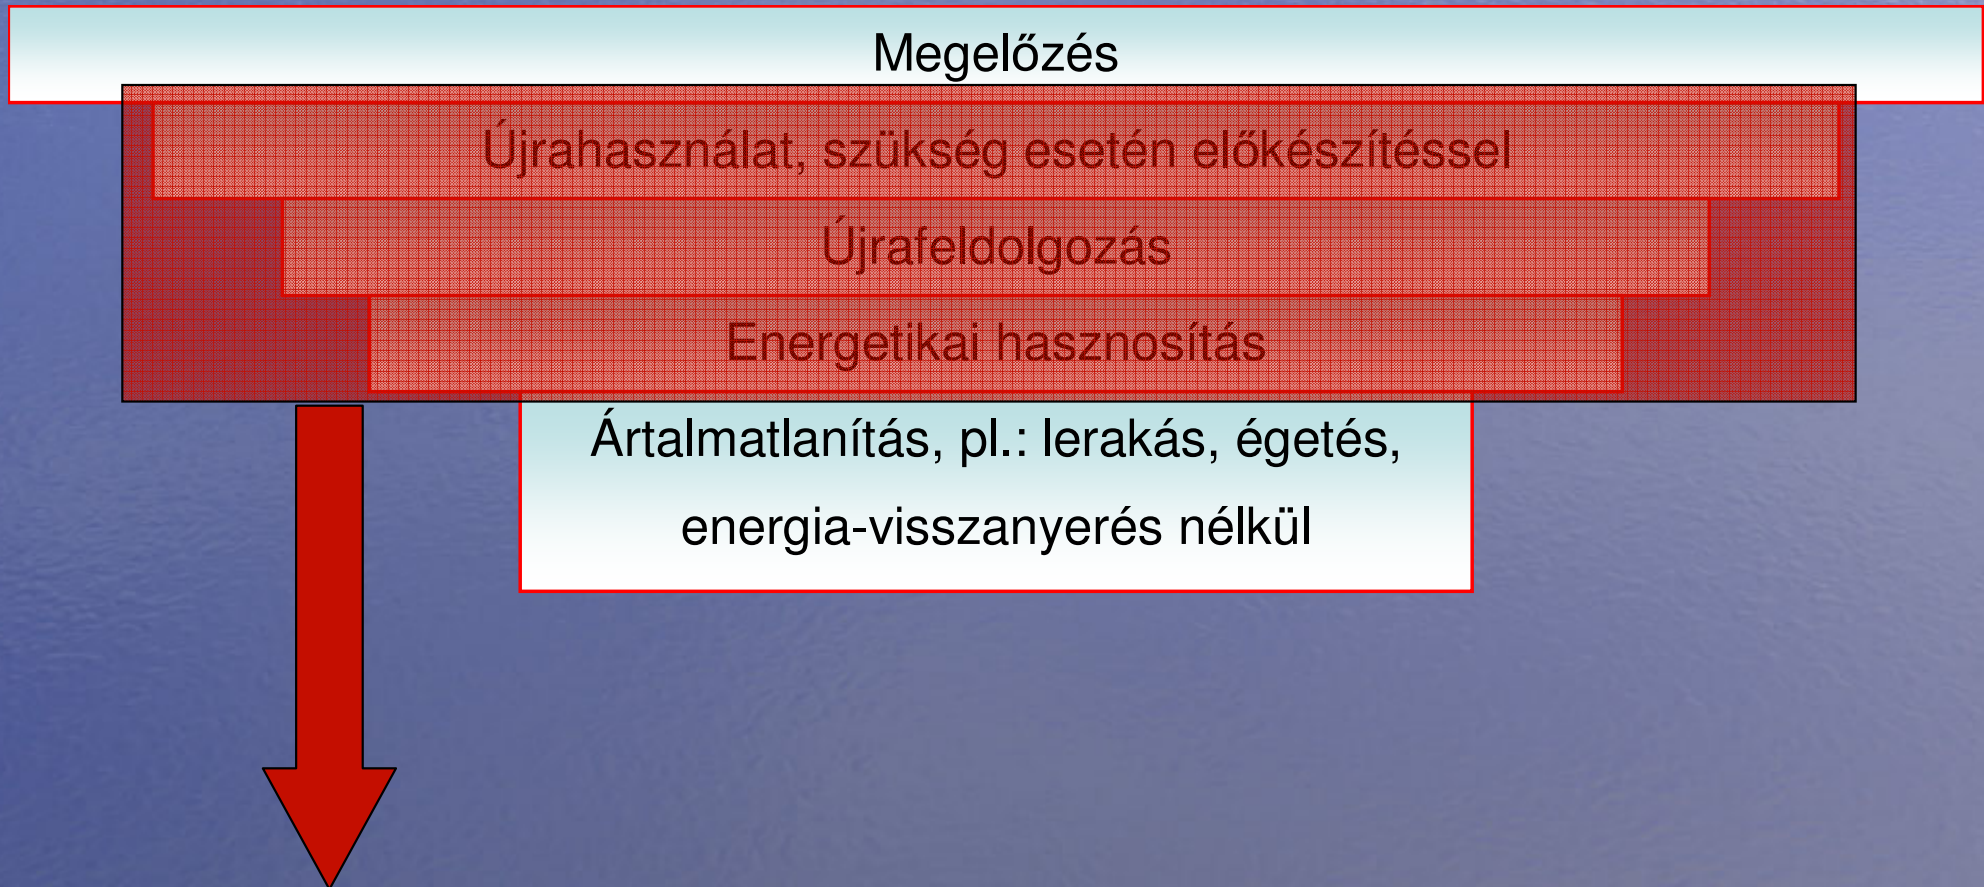 Megelőzés
Újrahasználat, szükség esetén előkészítéssel
Újrafeldolgozás
Energetikai hasznosítás
Ártalmatlanítás, pl.: lerakás, égetés,
energia-visszanyerés nélkül